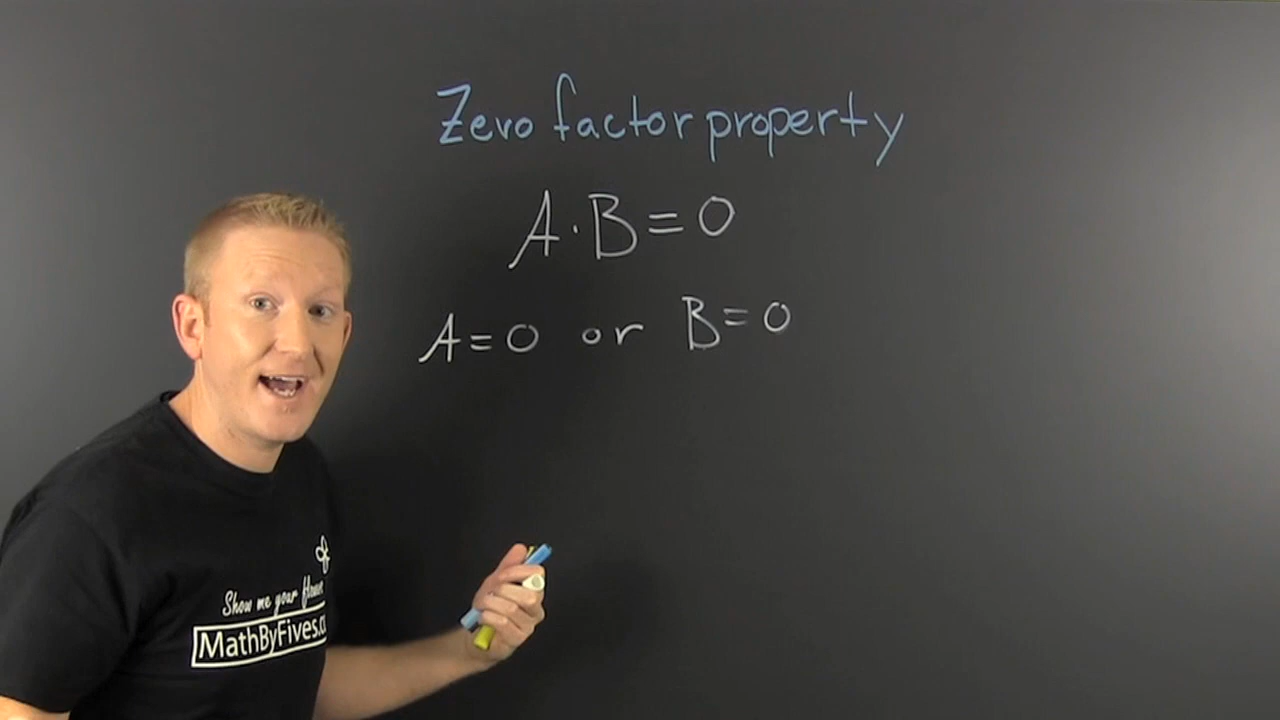 Zero factor property
A·B=0
A=0 or B=0
Show me your
MathByFives.c